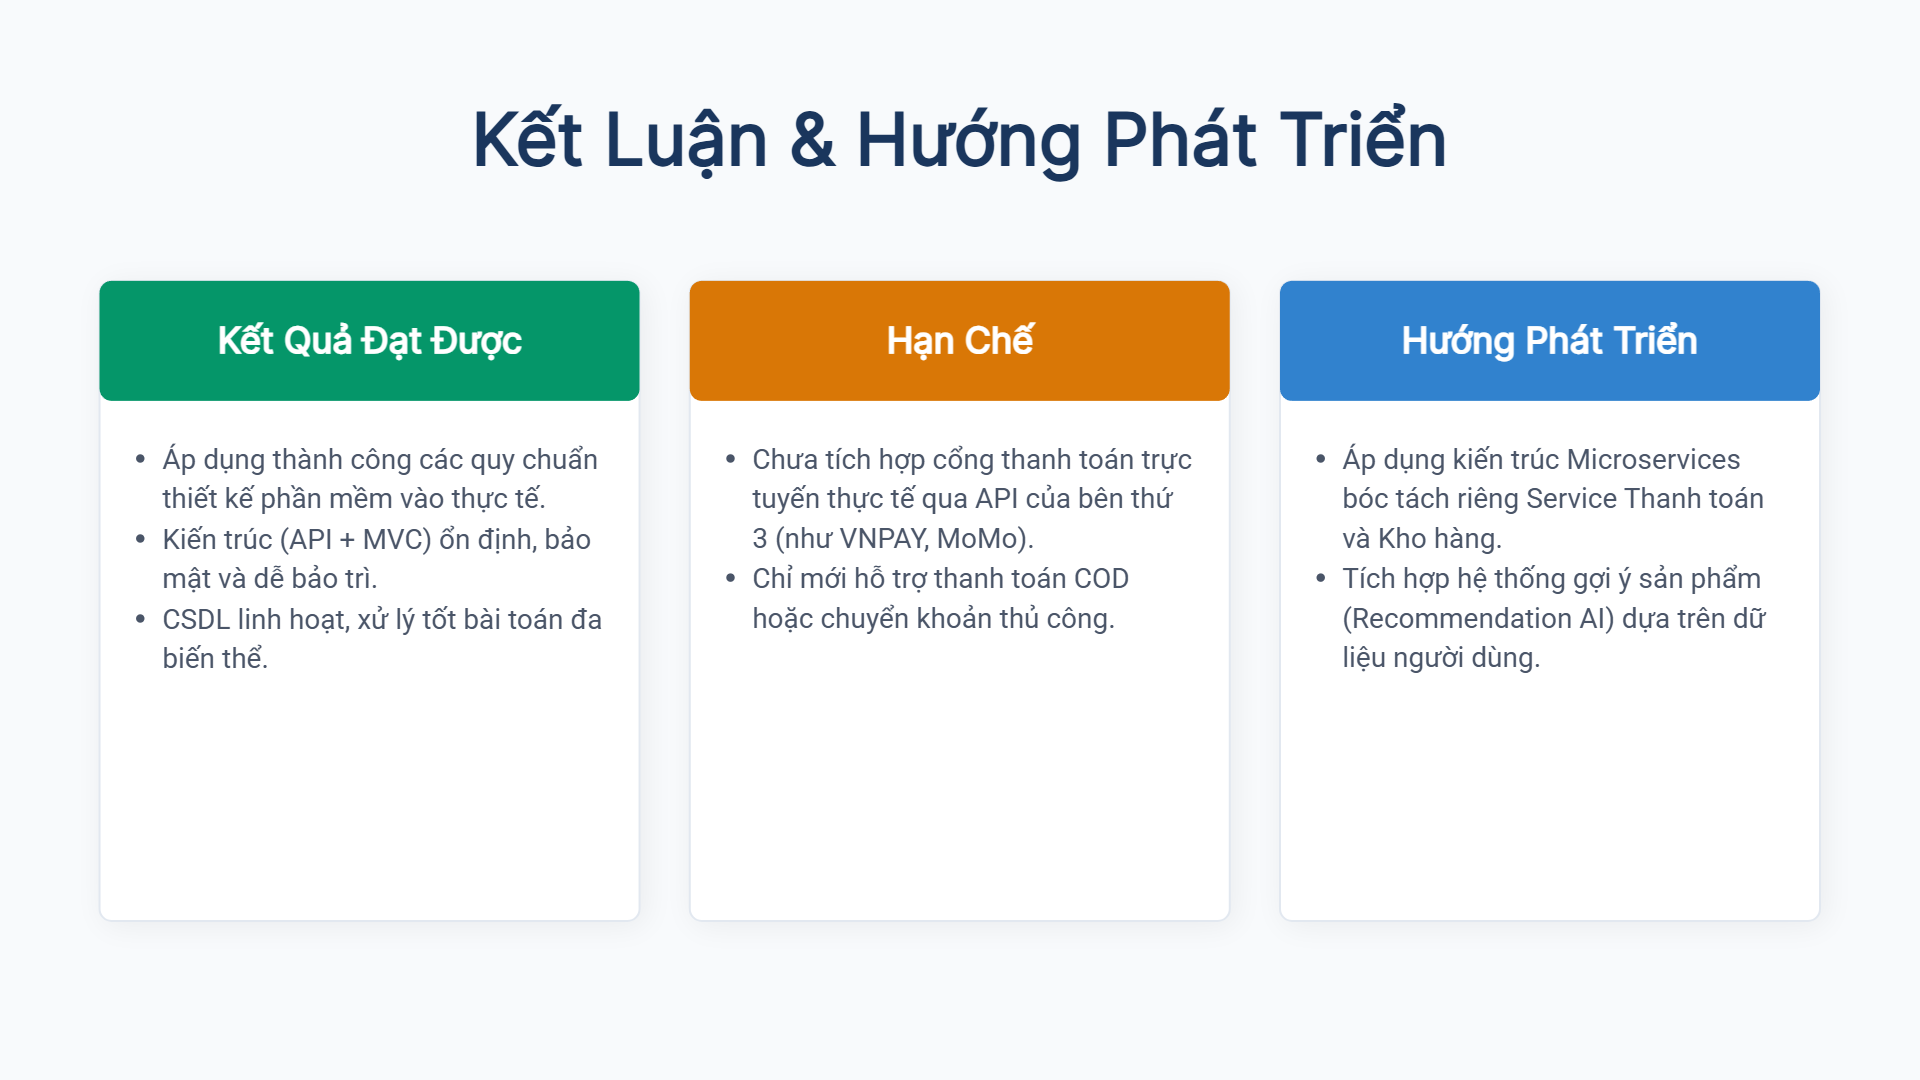 Kết Luận & Hướng Phát Triển
Kết Quả Đạt Được
• Áp dụng thành công các quy chuẩn
thiết kế phần mềm vào thực tế.
• Kiến trúc (API + MVC) ổn định, bảo
mật và dễ bảo trì.
• CSDL linh hoạt, xử lý tốt bài toán đa
biến thể.
Hạn Chế
• Chưa tích hợp cổng thanh toán trực
tuyến thực tế qua API của bên thứ
3 (như VNPAY, MoMo).
• Chỉ mới hỗ trợ thanh toán COD
hoặc chuyển khoản thủ công.
Hướng Phát Triển
• Áp dụng kiến trúc Microservices
bóc tách riêng Service Thanh toán
và Kho hàng.
• Tích hợp hệ thống gợi ý sản phẩm
(Recommendation AI) dựa trên dữ
liệu người dùng.